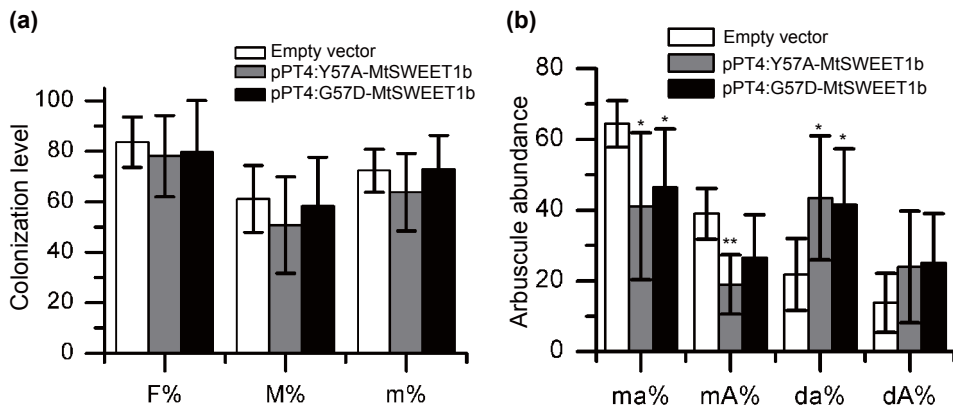 (a)
Empty vector
pPT4:Y57A-MtSWEET1b
pPT4:G57D-MtSWEET1b
Colonization level
100
80
60
40
20
0
F% M% m%
(b)
Empty vector
pPT4:Y57A-MtSWEET1b
pPT4:G57D-MtSWEET1b
Arbuscule abundance
80
60
40
20
0
* *
**
* *
ma% mA% da% dA%